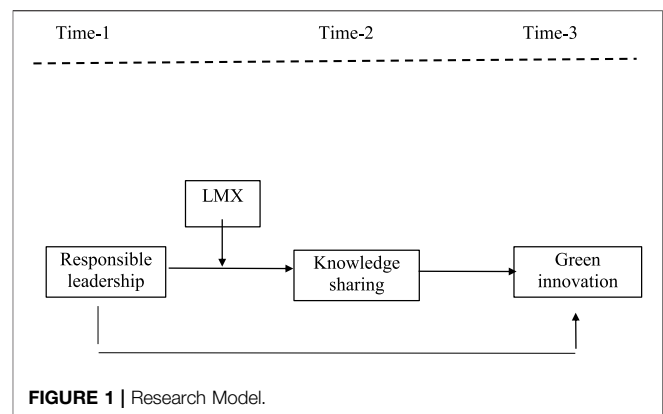 Time-1 Time-2 Time-3
LMX
Responsible leadership
Knowledge sharing
Green innovation
FIGURE 1 | Research Model.